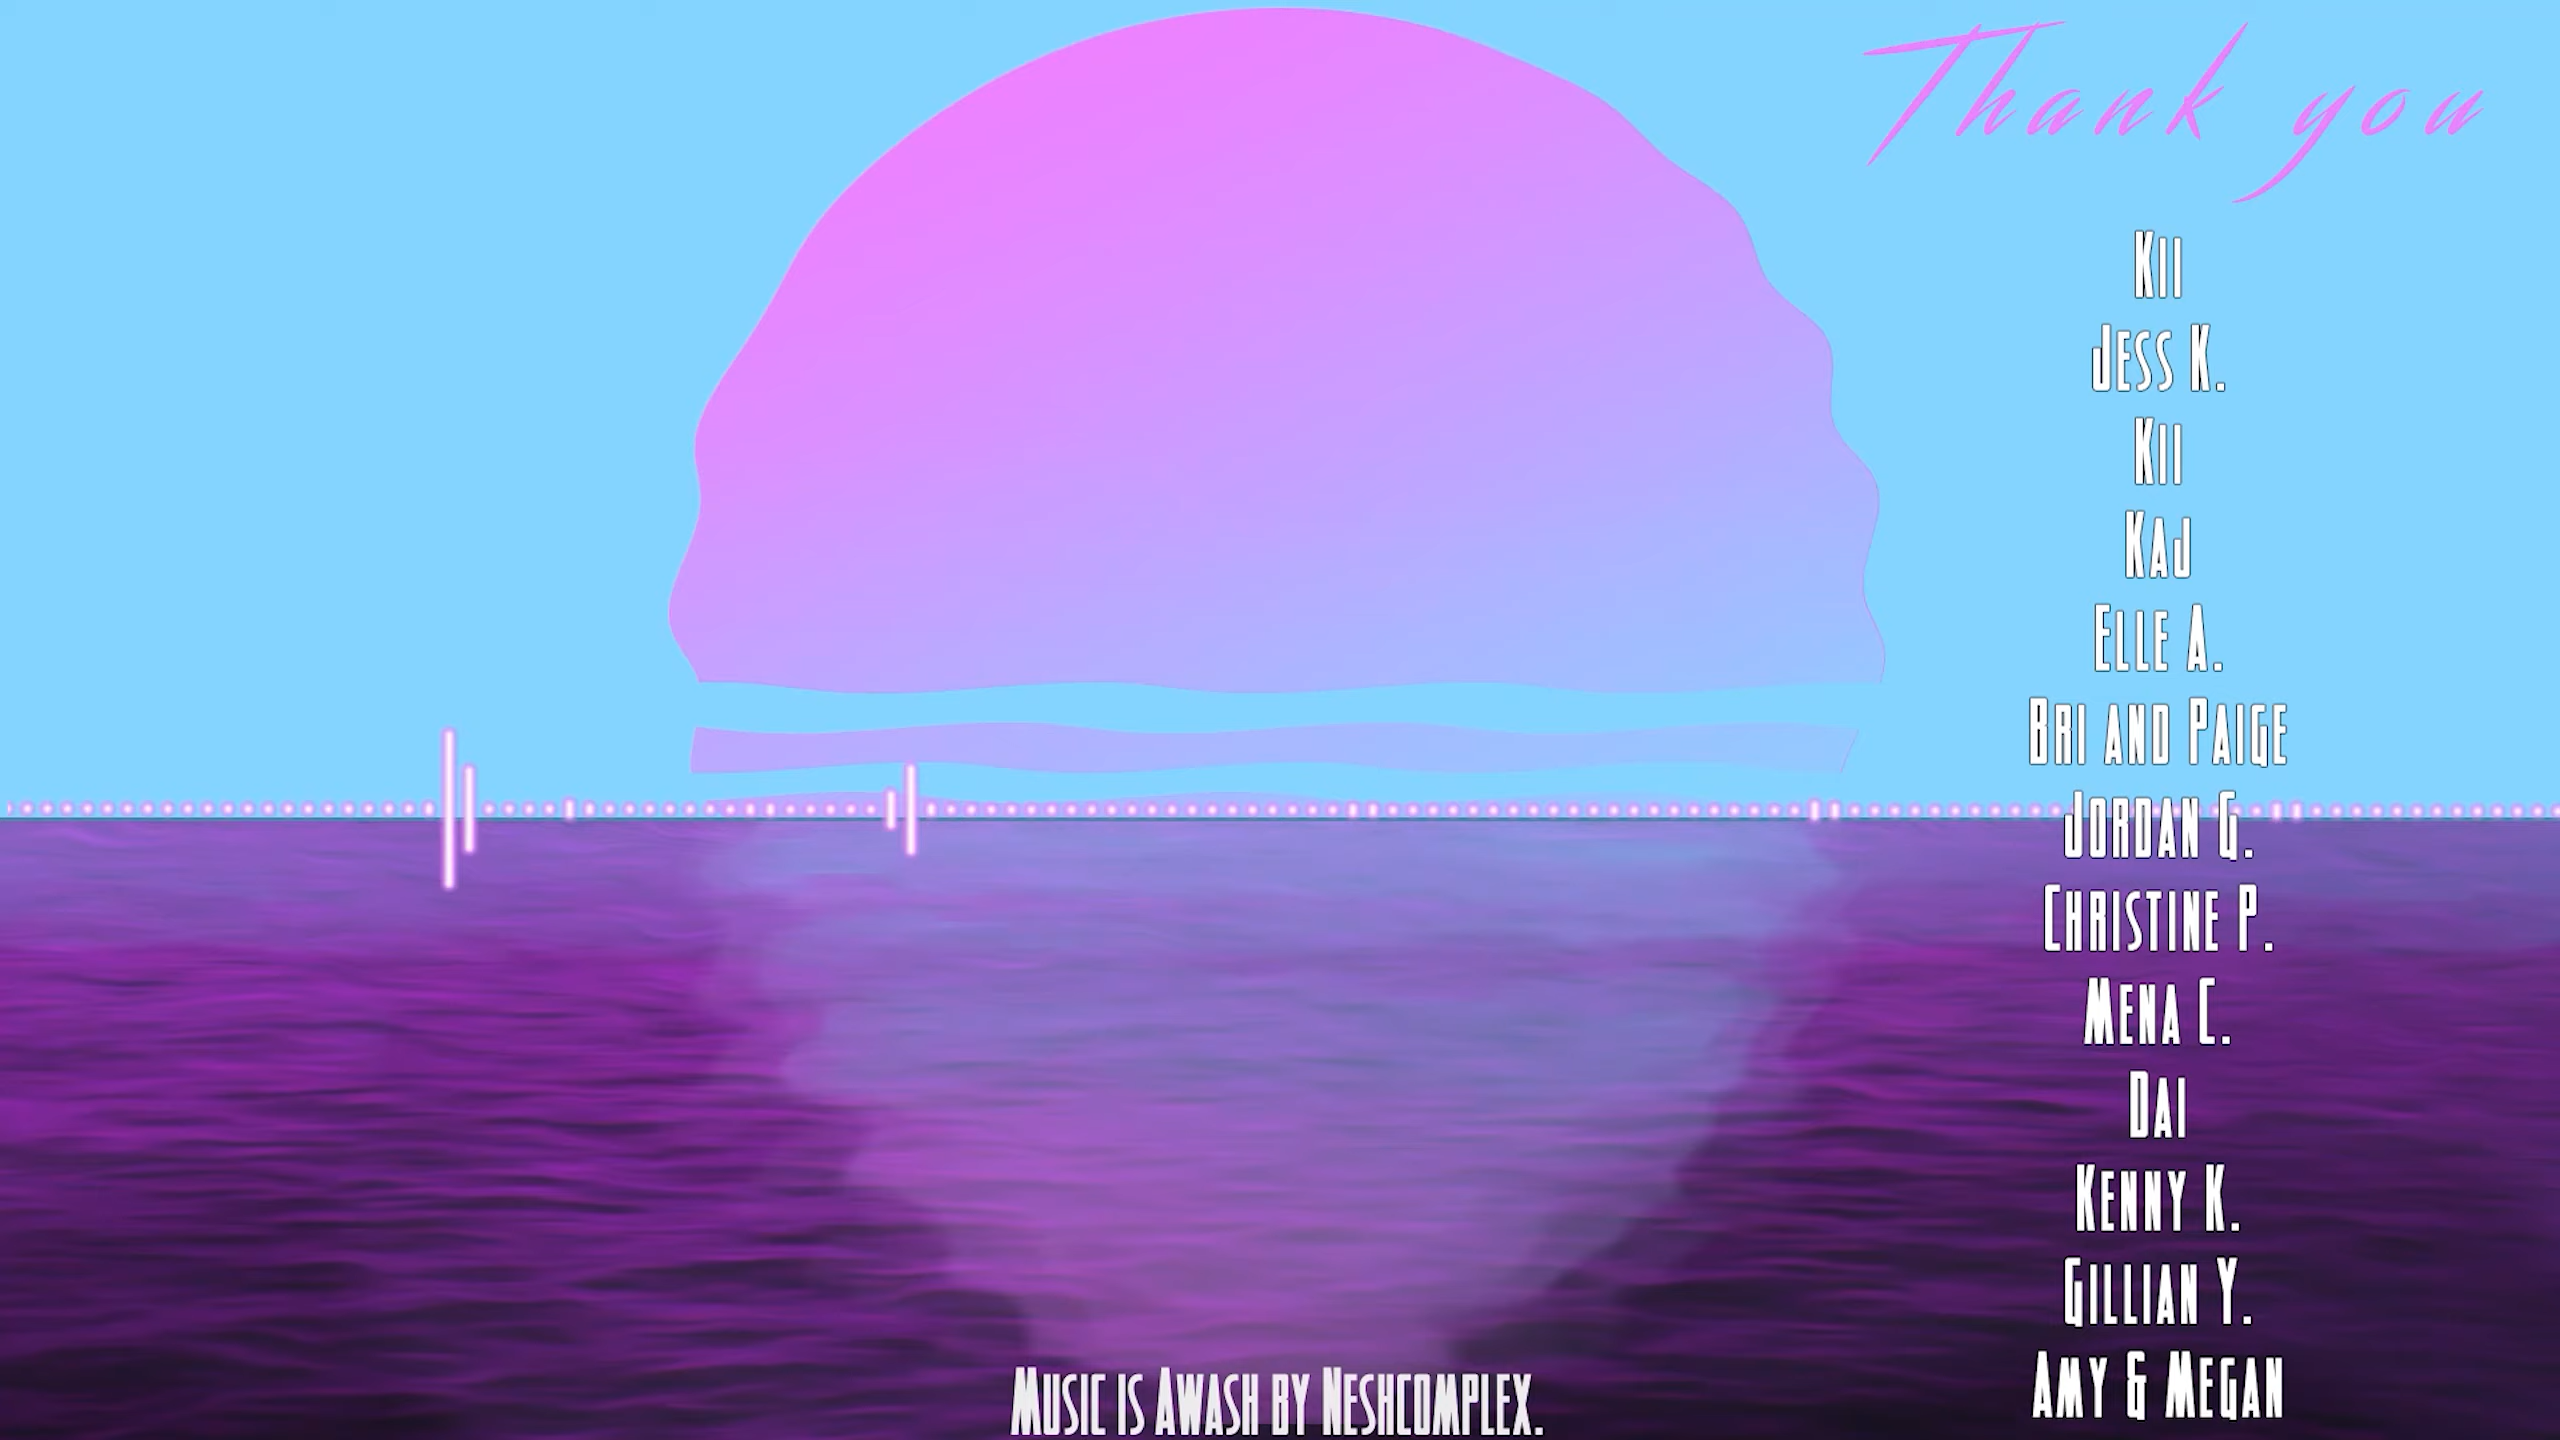 Thank you
Kii
Jess K.
Kii
Kaj
Elle A.
Bri and Paige
Jordan G.
Christine P.
Mena C.
Dai
Kenny K.
Gillian Y.
Amy & Megan
Music is Awash by Neshcomplex.